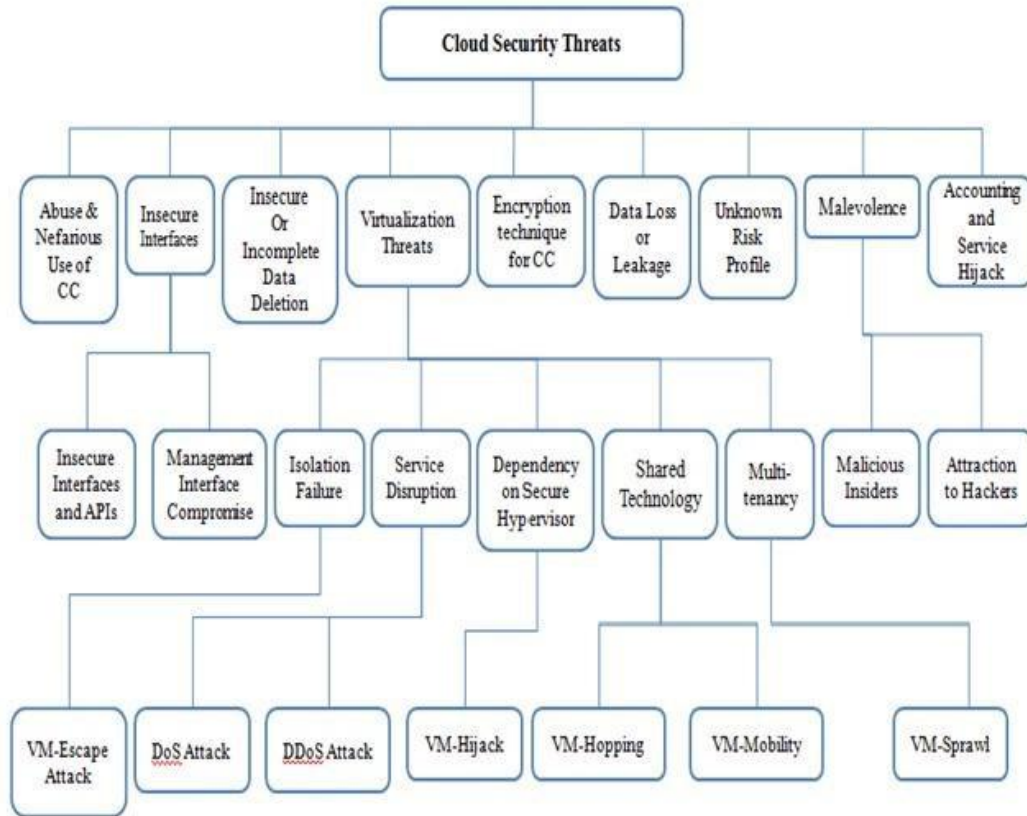 Cloud Security Threats
Abuse &
Nefarious
Use of
CC
Insecure
Interfaces
Insecure
Or
Incomplete
Data
Deletion
Virtualization
Threats
Encryption
technique
for CC
Data Loss
or
Leakage
Unknown
Risk
Profile
Malevolence
Accounting
and
Service
Hijack
Insecure
Interfaces
and APIs
Management
Interface
Compromise
Isolation
Failure
Service
Disruption
Dependency
on Secure
Hypervisor
Shared
Technology
Multi-
tenancy
Malicious
Insiders
Attraction
to Hackers
VM-Escape
Attack
DoS Attack
DDoS Attack
VM-Hijack
VM-Hopping
VM-Mobility
VM-Sprawl